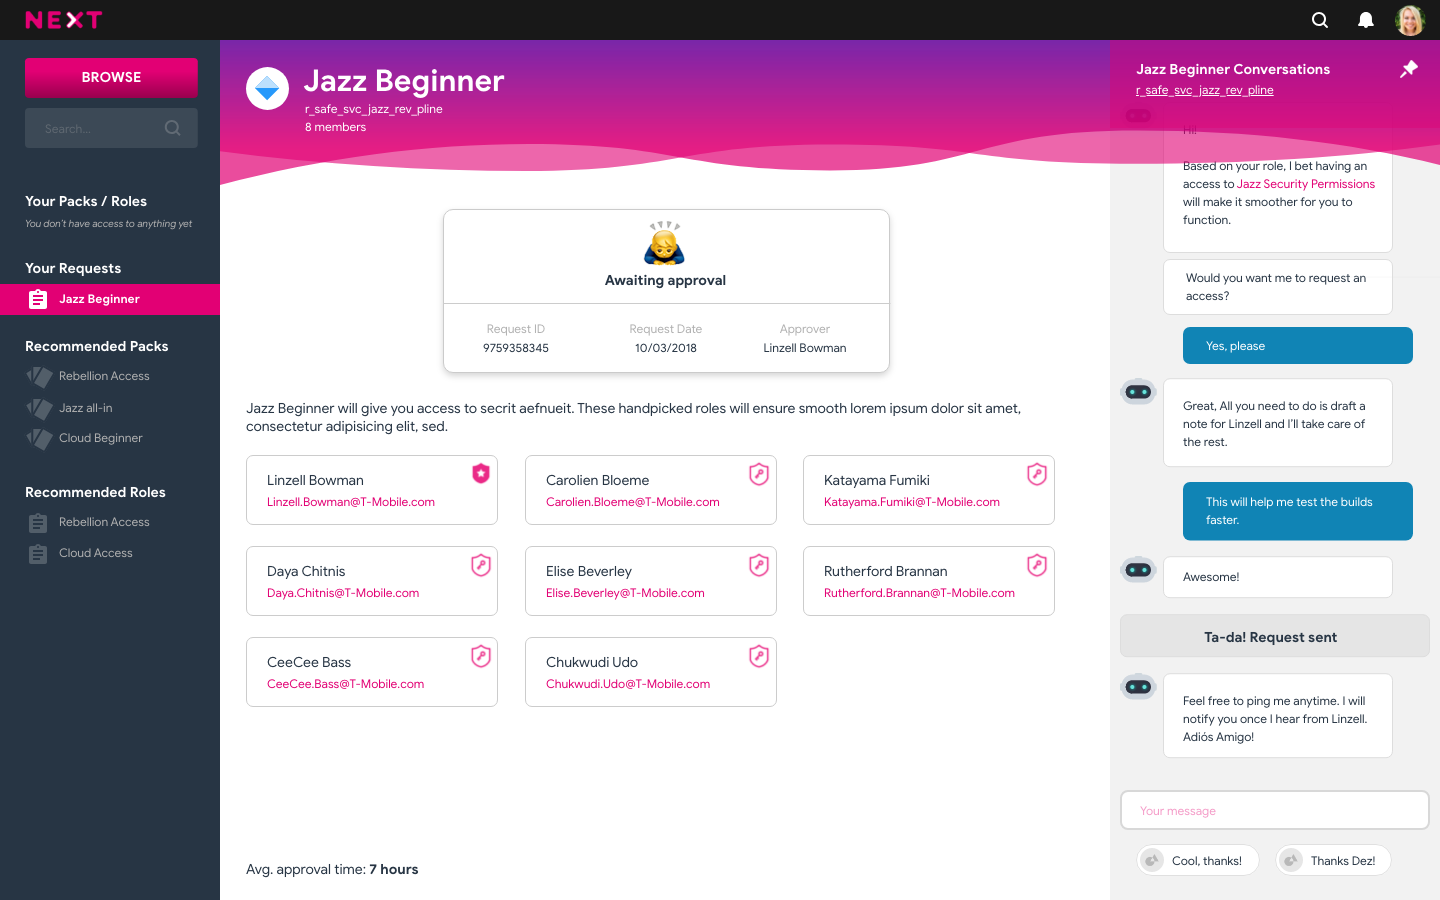 NEXT
BROWSE
Search...
Your Packs / Roles
You don't have access to anything yet
Your Requests
Jazz Beginner
Recommended Packs
Rebellion Access
Jazz all-in
Cloud Beginner
Recommended Roles
Rebellion Access
Cloud Access
Jazz Beginner
r_safe_svc_jazz_rev_pline
8 members
Awaiting approval
Request ID
9759358345
Request Date
10/03/2018
Approver
Linzell Bowman
Jazz Beginner will give you access to secrit aefnueit. These handpicked roles will ensure smooth lorem ipsum dolor sit amet,
consectetur adipisicing elit, sed.
Linzell Bowman
Linzell.Bowman@T-Mobile.com
Carolien Bloeme
Carolien.Bloeme@T-Mobile.com
Katayama Fumiki
Katayama.Fumiki@T-Mobile.com
Daya Chitnis
Daya.Chitnis@T-Mobile.com
Elise Beverley
Elise.Beverley@T-Mobile.com
Rutherford Brannan
Rutherford.Brannan@T-Mobile.com
CeeCee Bass
CeeCee.Bass@T-Mobile.com
Chukwudi Udo
Chukwudi.Udo@T-Mobile.com
Avg. approval time: 7 hours
Jazz Beginner Conversations
r_safe_svc_jazz_rev_pline
Hi!
Based on your role, I bet having an
access to Jazz Security Permissions
will make it smoother for you to
function.
Would you want me to request an
access?
Yes, please
Great, All you need to do is draft a
note for Linzell and I'll take care of
the rest.
This will help me test the builds
faster.
Awesome!
Ta-da! Request sent
Feel free to ping me anytime. I will
notify you once I hear from Linzell.
Adiós Amigo!
Your message
Cool, thanks!
Thanks Dez!